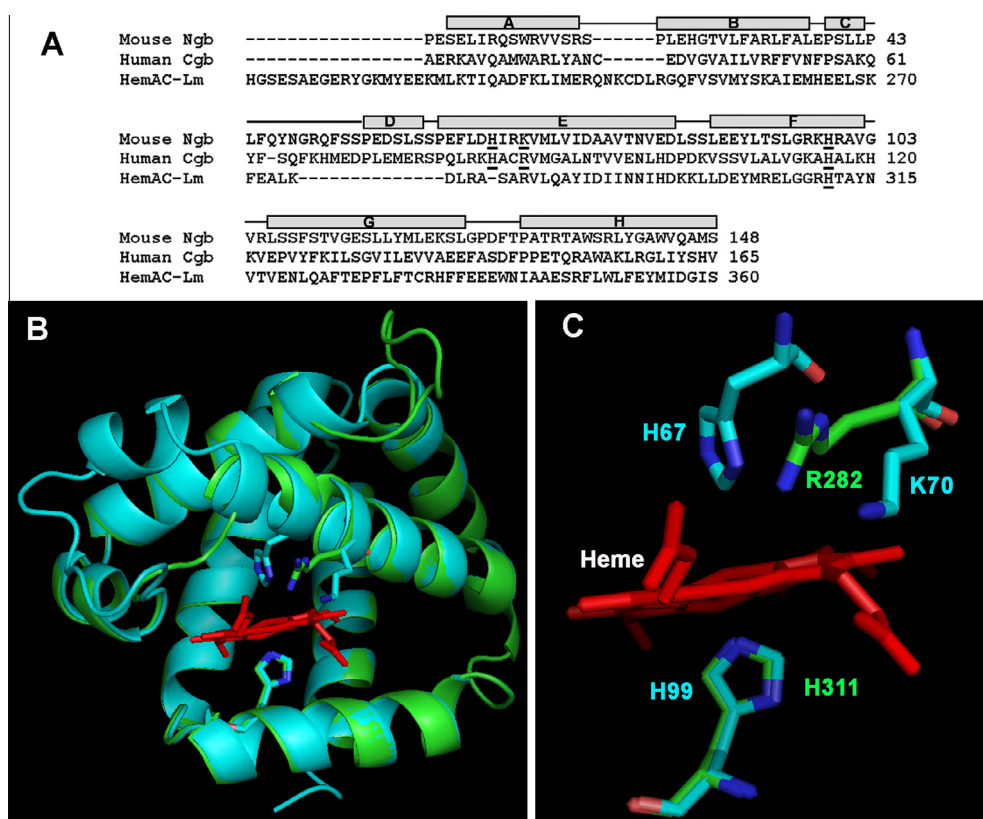 A
A B C
Mouse Ngb ------------------PESELIRQSWRVVSRS------PLEHGTVLFARLFALEPSLLP 43
Human Cgb ------------------AERKAVQAMWARLYANC------EDVGVAILVRFFVNFPSAKQ 61
HemAC-Lm HGSESAEGERYGKMYEEKMLKTIQADFKLIMERQNKCDLRGQFVSVMYSKAIEMHEELSK 270
D E F
Mouse Ngb LFQYNGRQFSSPEDSLSSPEFLDHIRKVMLVIDAAVTNVEDLSSLEEYLTSLGRKHRAVG 103
Human Cgb YF-SQFKHMEDPLEMERSPQLRKHACRVMGALNTVVENLHDPDKVSSVLALVGKAHALKH 120
HemAC-Lm FEALK---------------DLRA-SARVLQAYIDIINNIHDKKLLDEYMRELGGRHTAYN 315
G H
Mouse Ngb VRLSSFSTVGESLLYMLEKSLGPDFTPATRTAWSRLYGAWVQAMS 148
Human Cgb KVEPVYFKILSGVILEVVAEEFASDFPPETQRAWAKLRGLIYSHV 165
HemAC-Lm VTVENLQAFTEPFLFTCRHFFEEEWNIAAESRFLWLFEYMIDGIS 360
B
C
H67
R282
K70
Heme
H99
H311